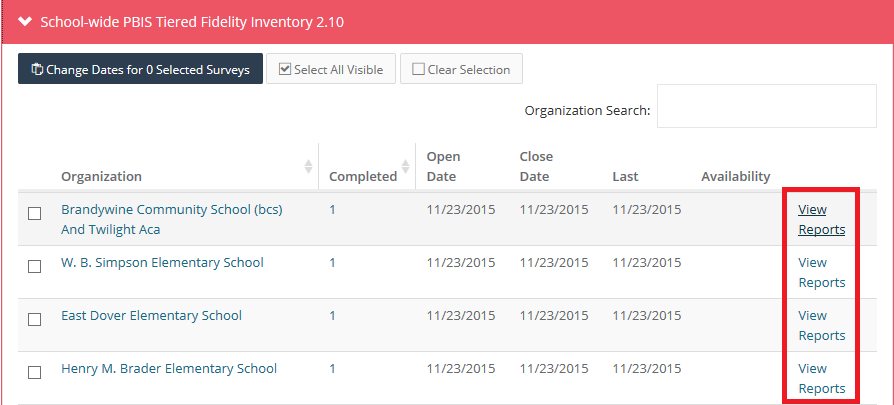 School-wide PBIS Tiered Fidelity Inventory 2.10
Change Dates for 0 Selected Surveys Select All Visible Clear Selection
Organization Search:
Organization Completed Open Date Close Date Last Availability
Brandywine Community School (bcs) 1 11/23/2015 11/23/2015 11/23/2015 View
And Twilight Aca Reports
W. B. Simpson Elementary School 1 11/23/2015 11/23/2015 11/23/2015 View
Reports
East Dover Elementary School 1 11/23/2015 11/23/2015 11/23/2015 View
Reports
Henry M. Brader Elementary School 1 11/23/2015 11/23/2015 11/23/2015 View
Reports